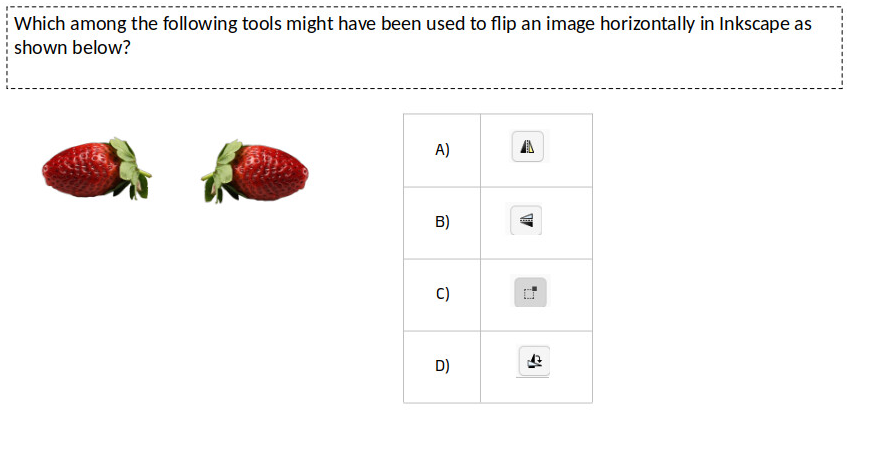 Which among the following tools might have been used to flip an image horizontally in Inkscape as
shown below?
A)
B)
C)
D)